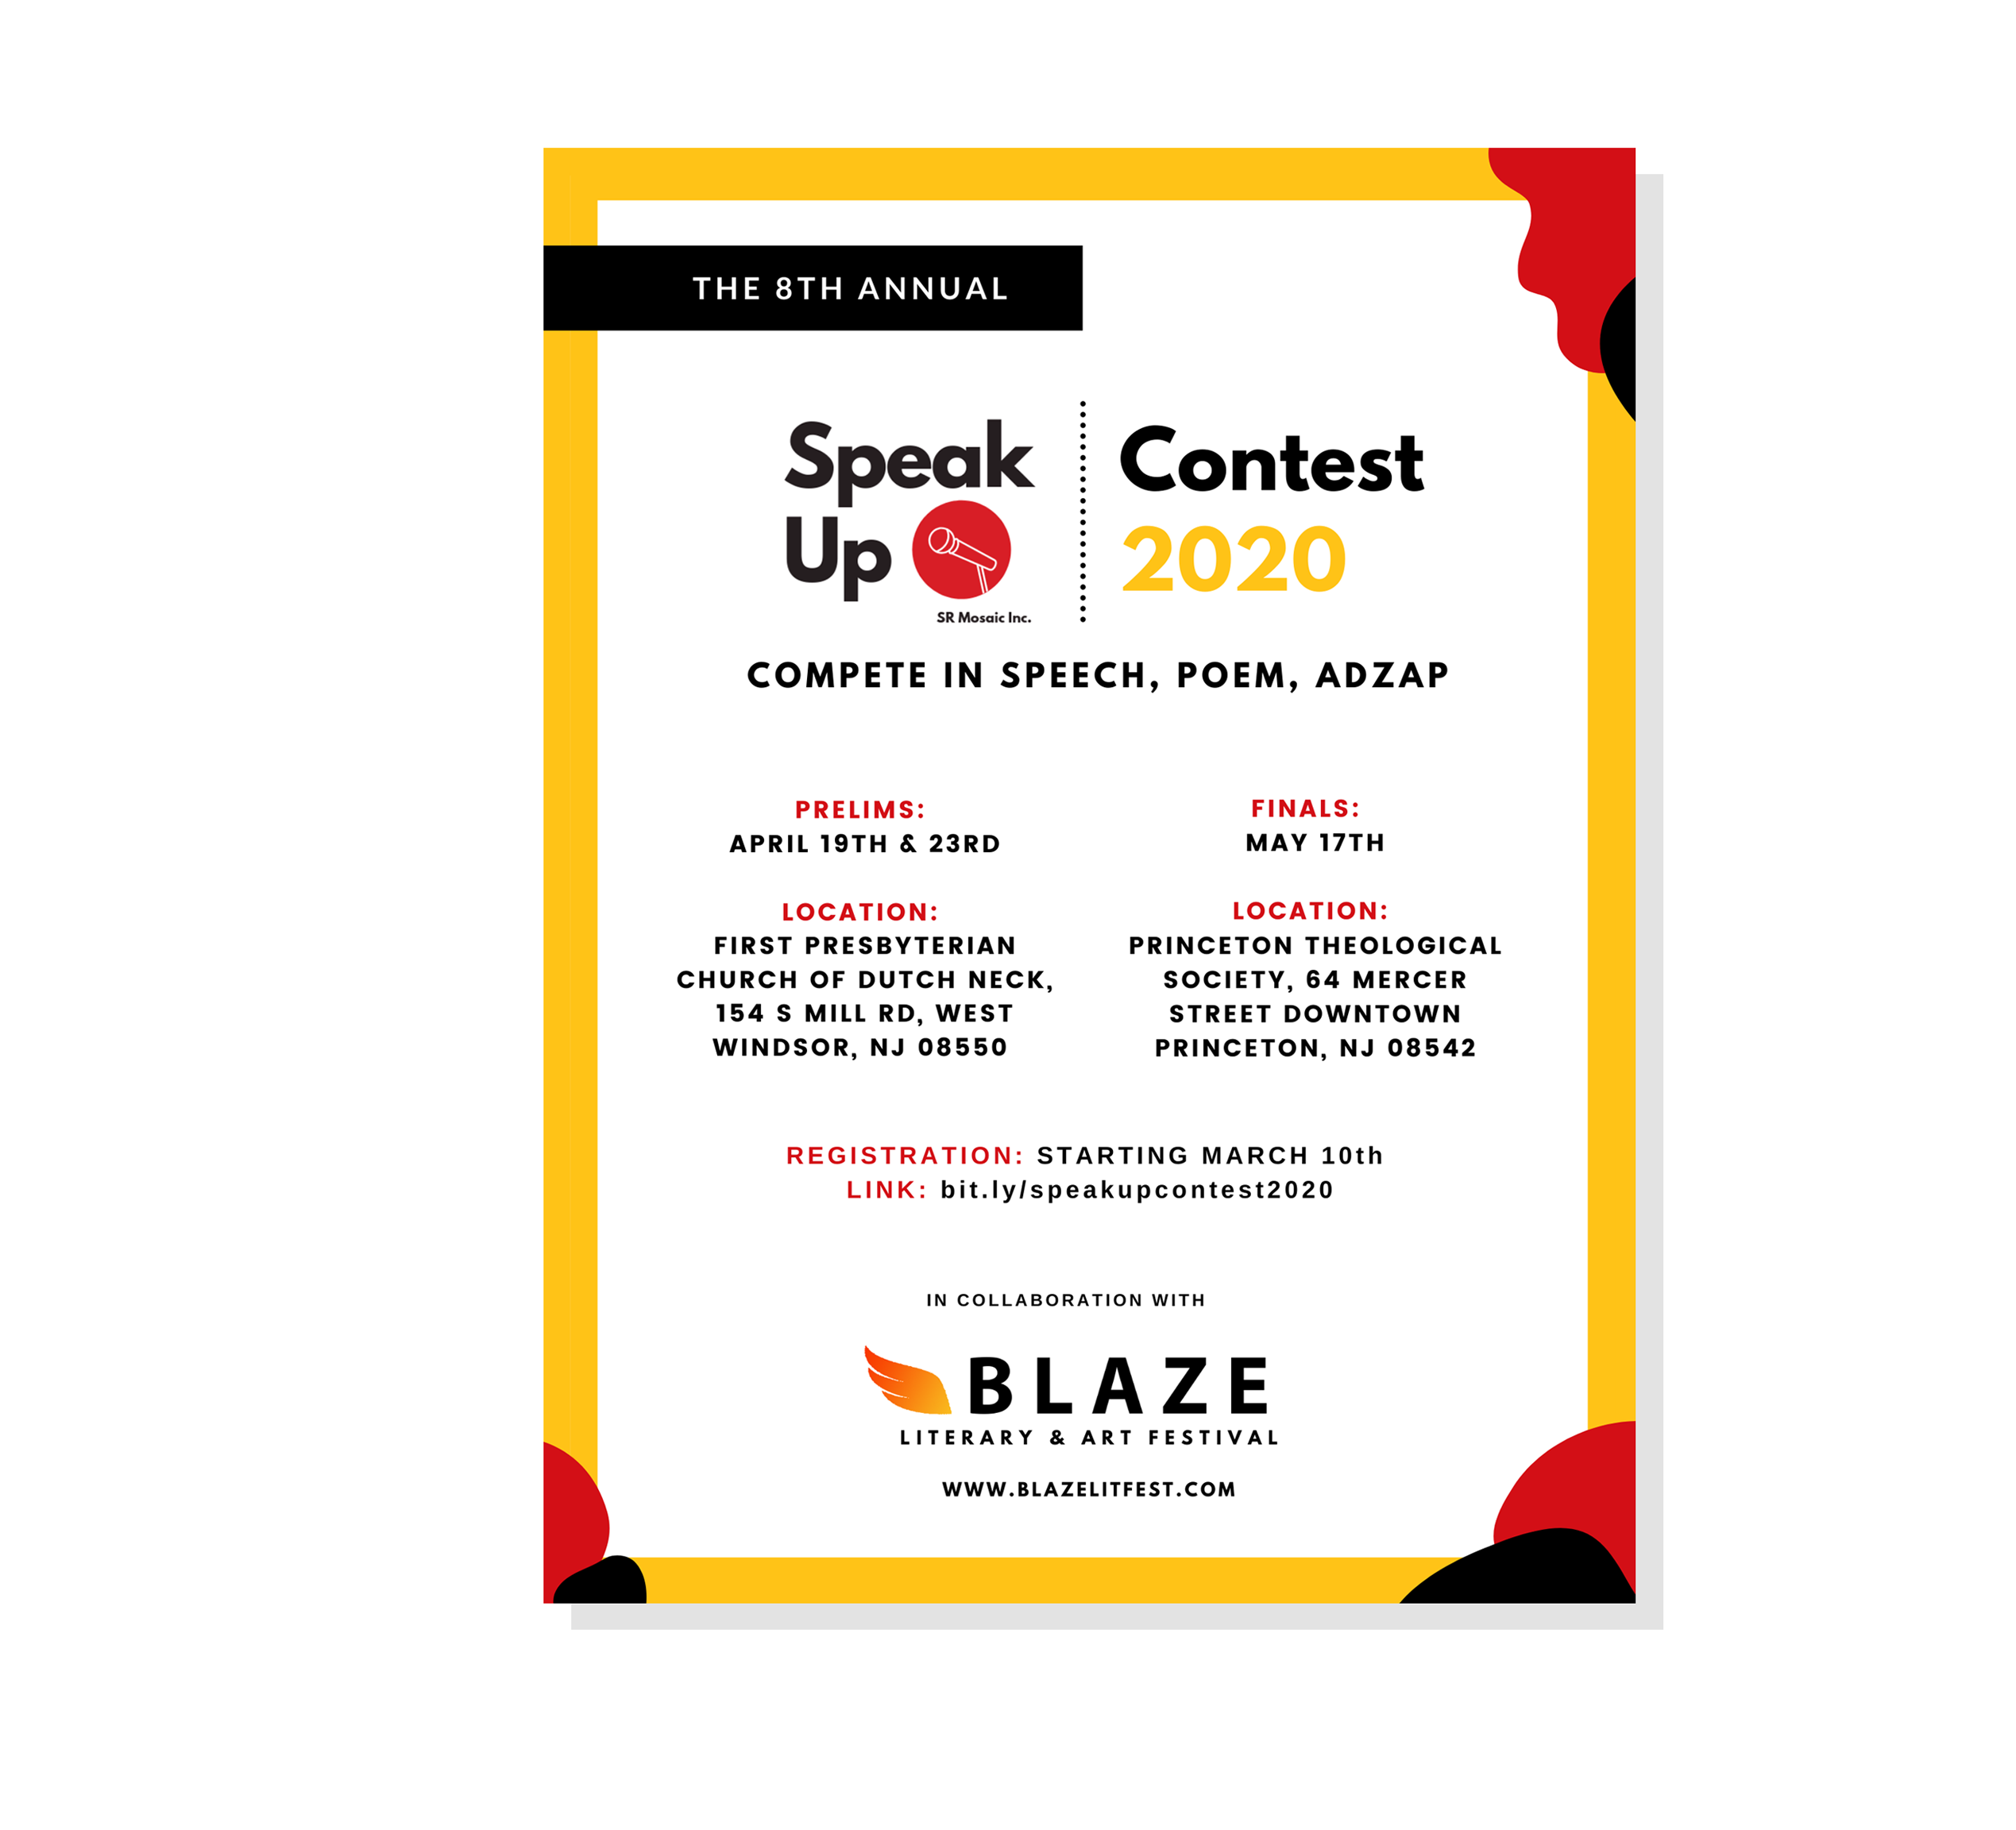 THE 8TH ANNUAL
Speak
Up
SR Mosaic Inc.
Contest
2020
COMPETE IN SPEECH, POEM, ADZAP
PRELIMS:
APRIL 19TH & 23RD
LOCATION:
FIRST PRESBYTERIAN
CHURCH OF DUTCH NECK,
154 S MILL RD, WEST
WINDSOR, NJ 08550
FINALS:
MAY 17TH
LOCATION:
PRINCETON THEOLOGICAL
SOCIETY, 64 MERCER
STREET DOWNTOWN
PRINCETON, NJ 08542
REGISTRATION: STARTING MARCH 10th
LINK: bit.ly/speakupcontest2020
IN COLLABORATION WITH
BLAZE
LITERARY & ART FESTIVAL
WWW.BLAZELITFEST.COM